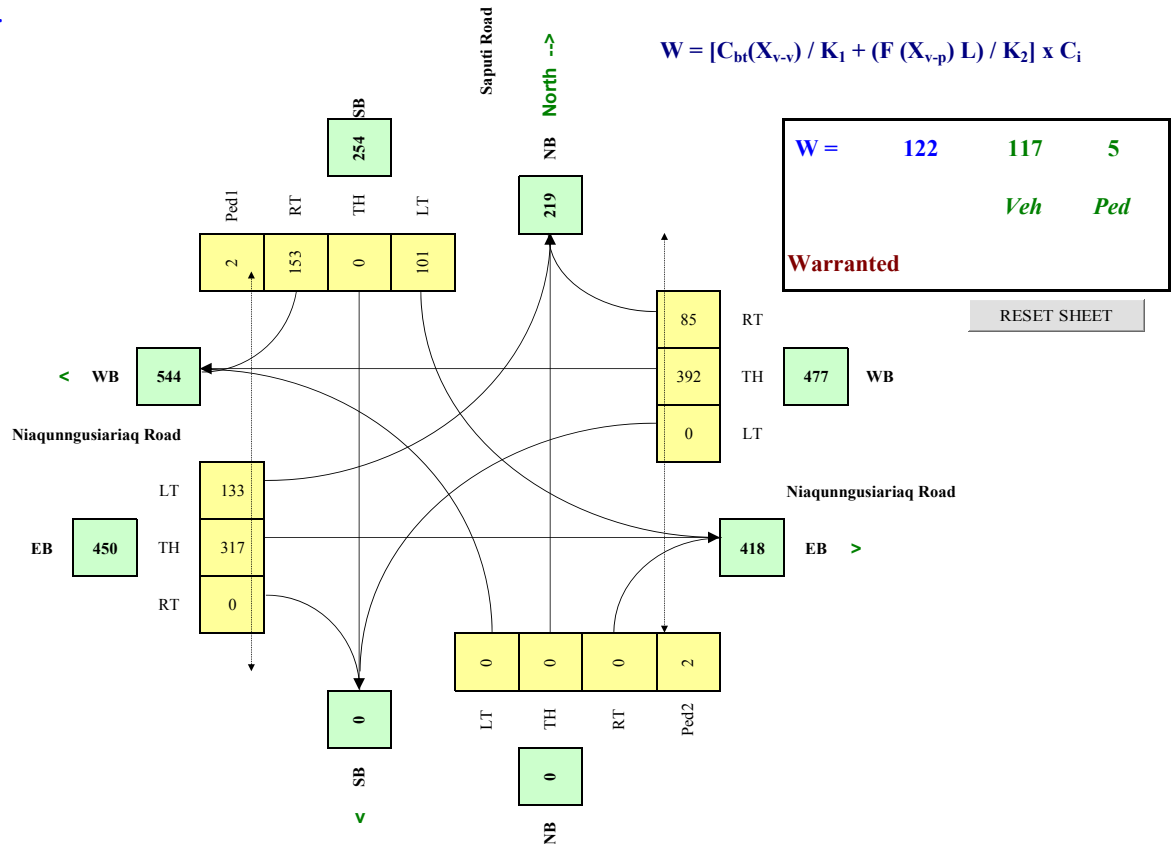 W = [Cbt(Xv-v) / K1 + (F (Xv-p) L) / K2] x Ci
Saputi Road
North -->
SB
254
NB
219
W = 122 117 5
Veh Ped
Warranted
RESET SHEET
Ped1 RT TH LT
2 153 0 101
85 RT
392 TH
0 LT
477 WB
< WB 544
Niaqunngusiariaq Road
Niaqunngusiariaq Road
LT 133
EB 450 TH 317
RT 0
418 EB >
0 0 0 2
LT TH RT Ped2
0
SB
v
0
NB